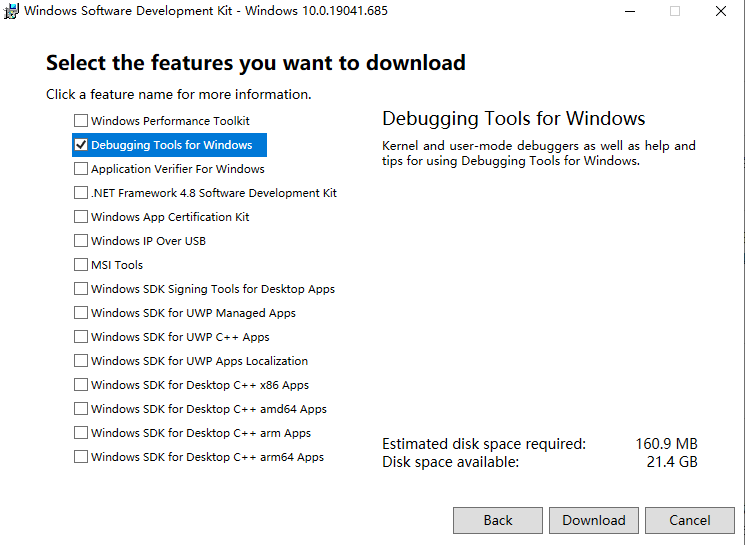 Windows Software Development Kit - Windows 10.0.19041.685
Select the features you want to download
Click a feature name for more information.
Windows Performance Toolkit
Debugging Tools for Windows
Application Verifier For Windows
.NET Framework 4.8 Software Development Kit
Windows App Certification Kit
Windows IP Over USB
MSI Tools
Windows SDK Signing Tools for Desktop Apps
Windows SDK for UWP Managed Apps
Windows SDK for UWP C++ Apps
Windows SDK for UWP Apps Localization
Windows SDK for Desktop C++ x86 Apps
Windows SDK for Desktop C++ amd64 Apps
Windows SDK for Desktop C++ arm Apps
Windows SDK for Desktop C++ arm64 Apps
Debugging Tools for Windows
Kernel and user-mode debuggers as well as help and
tips for using Debugging Tools for Windows.
Estimated disk space required: 160.9 MB
Disk space available: 21.4 GB
Back Download Cancel